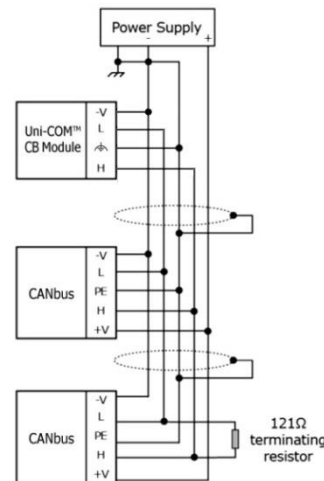 Power Supply
- +
Uni-COM™
CB Module
-V
L
H
CANbus
-V
L
PE
H
+V
CANbus
-V
L
PE
H
+V
121Ω
terminating
resistor